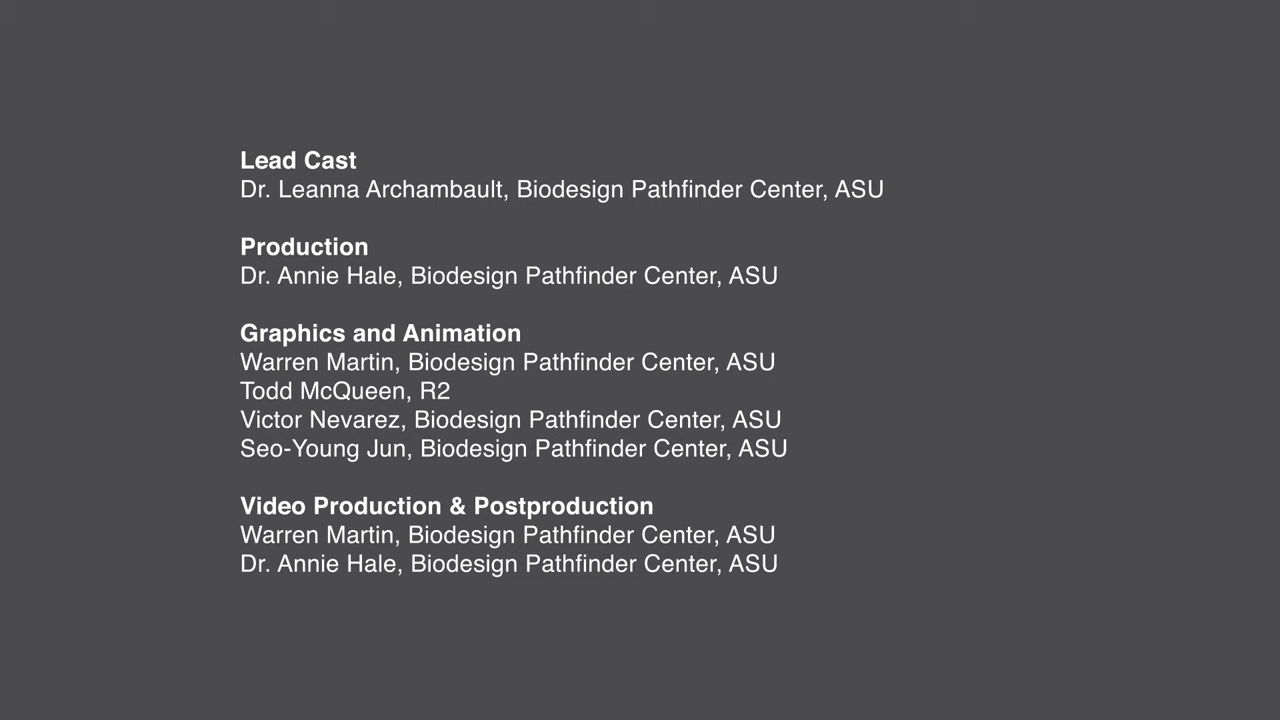 Lead Cast
Dr. Leanna Archambault, Biodesign Pathfinder Center, ASU
Production
Dr. Annie Hale, Biodesign Pathfinder Center, ASU
Graphics and Animation
Warren Martin, Biodesign Pathfinder Center, ASU
Todd McQueen, R2
Victor Nevarez, Biodesign Pathfinder Center, ASU
Seo-Young Jun, Biodesign Pathfinder Center, ASU
Video Production & Postproduction
Warren Martin, Biodesign Pathfinder Center, ASU
Dr. Annie Hale, Biodesign Pathfinder Center, ASU